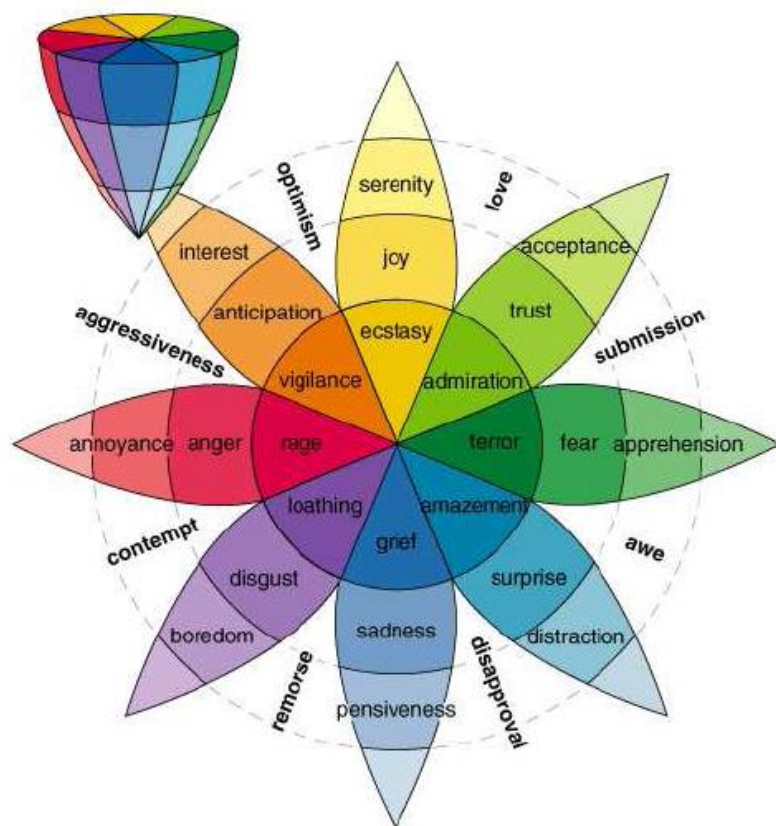 optimism
serenity
love
interest
joy
acceptance
anticipation
trust
aggressiveness
ecstasy
submission
vigilance
admiration
annoyance
anger
rage
terror
fear
apprehension
loathing
amazement
contempt
grief
awe
disgust
surprise
boredom
sadness
distraction
remorse
disapproval
pensiveness